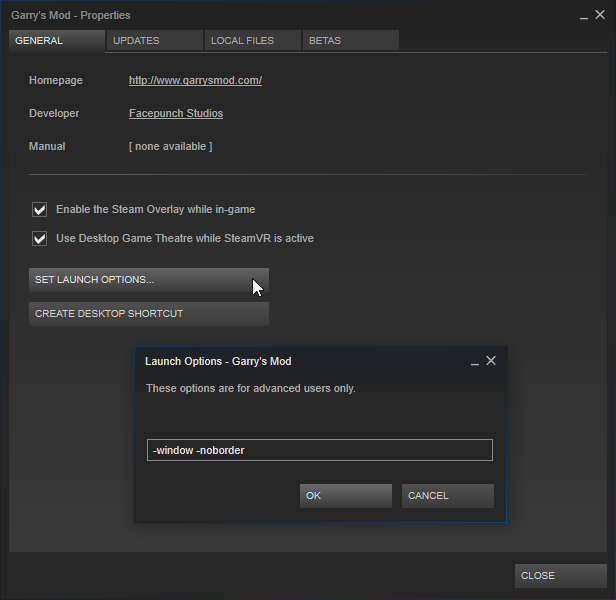 Garry's Mod - Properties
GENERAL UPDATES LOCAL FILES BETAS
Homepage http://www.garrysmod.com/
Developer Facepunch Studios
Manual [ none available ]
Enable the Steam Overlay while in-game
Use Desktop Game Theatre while SteamVR is active
SET LAUNCH OPTIONS...
CREATE DESKTOP SHORTCUT
Launch Options - Garry's Mod
These options are for advanced users only.
-window -noborder
OK CANCEL
CLOSE